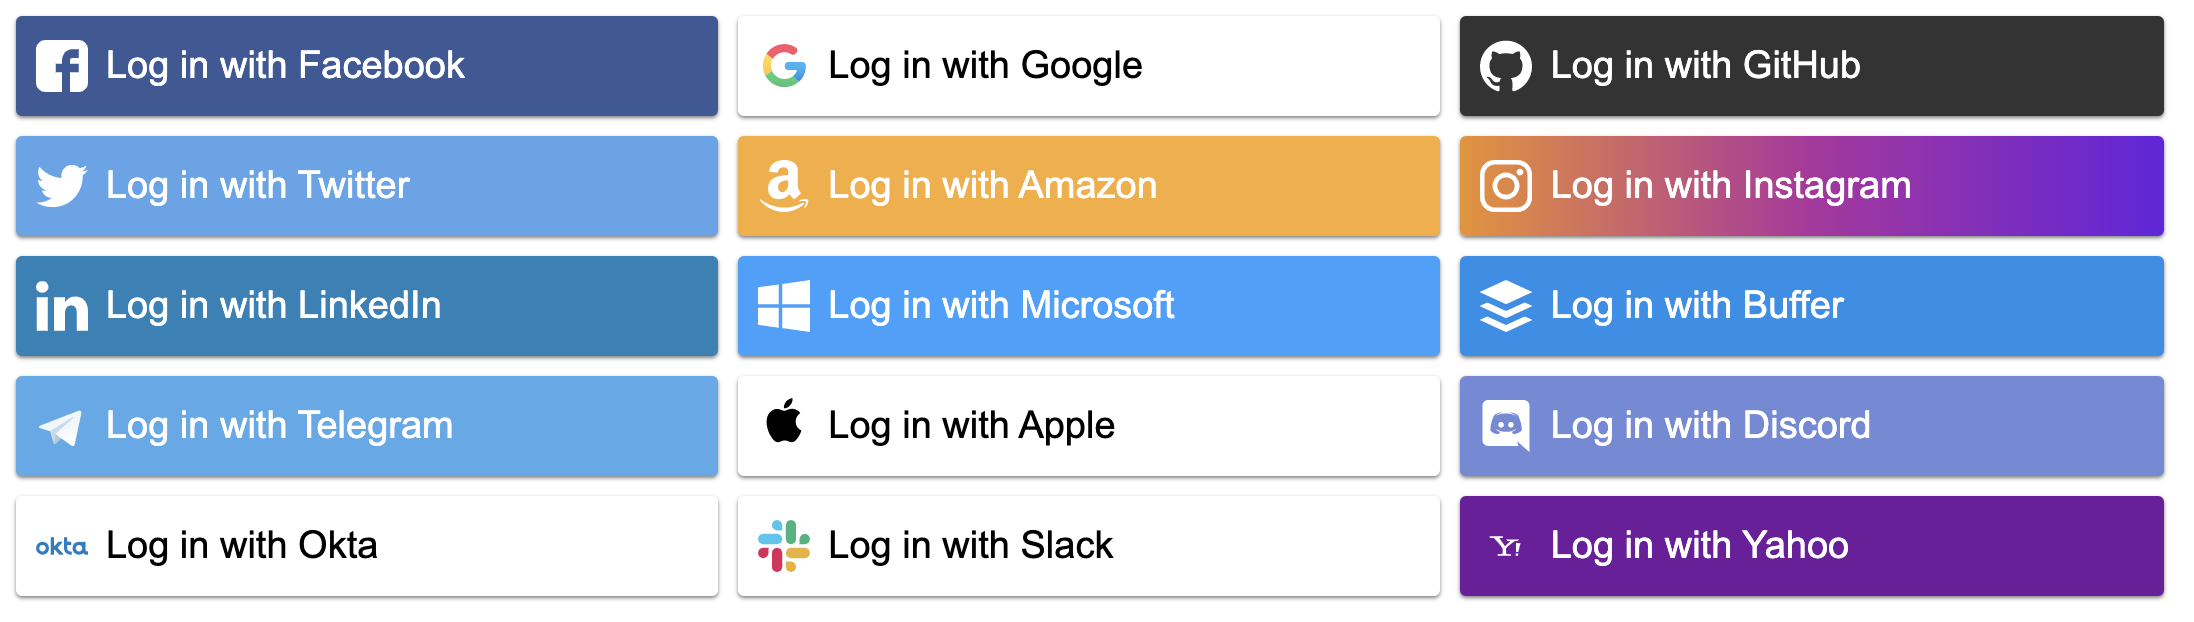 Log in with Facebook
Log in with Google
Log in with GitHub
Log in with Twitter
a Log in with Amazon
Log in with Instagram
in Log in with LinkedIn
Log in with Microsoft
Log in with Buffer
Log in with Telegram
Log in with Apple
Log in with Discord
okta Log in with Okta
Log in with Slack
Y! Log in with Yahoo